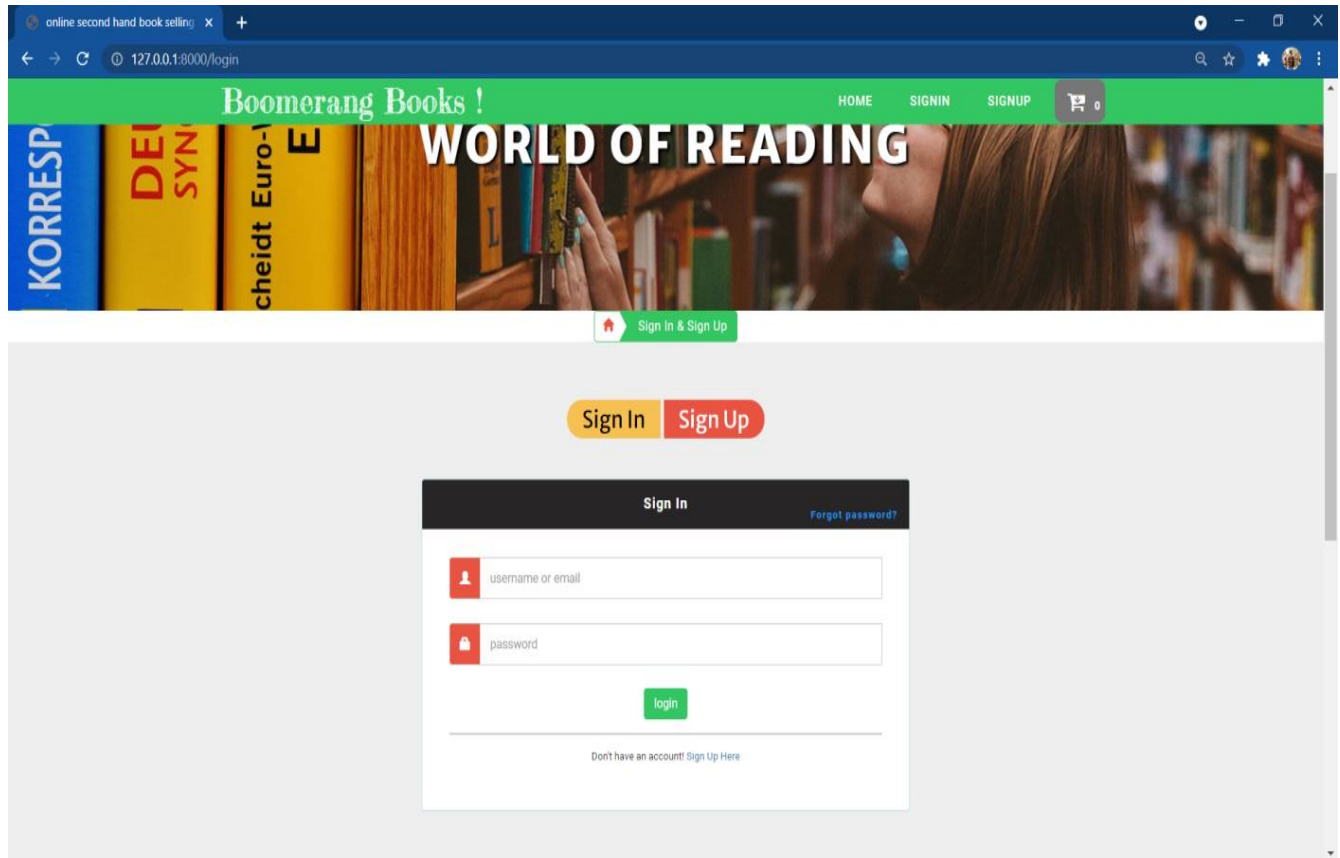 online second hand book selling
127.0.0.1:8000/login
Boomerang Books !
HOME SIGNIN SIGNUP 0
WORLD OF READING
KORRESP
DEU
SYN
cheidt Euro-
E
L
Sign In & Sign Up
Sign In Sign Up
Sign In
Forgot password?
username or email
password
login
Don't have an account! Sign Up Here